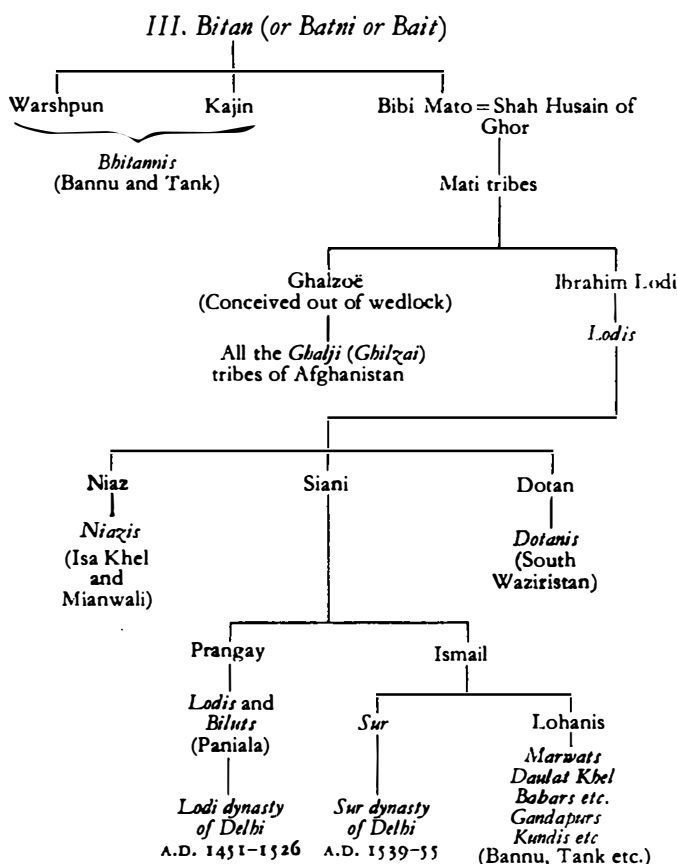 III. Bitan (or Batni or Bait)
Warshpun
Kajin
Bibi Mato = Shah Husain of
Ghor
Bhitannis
(Bannu and Tank)
Mati tribes
Ghalzoë
(Conceived out of wedlock)
Ibrahim Lodi
All the Ghalji (Ghilzai)
tribes of Afghanistan
Lodis
Niaz
Siani
Dotan
Niazis
(Isa Khel
and
Mianwali)
Dotanis
(South
Waziristan)
Prangay
Ismail
Lodis and
Biluts
(Paniala)
Sur
Lohanis
Marwats
Daulat Khel
Babars etc.
Gandapurs
Kundis etc
(Bannu, Tank etc.)
Lodi dynasty
of Delhi
A.D. 1451–1526
Sur dynasty
of Delhi
A.D. 1539–55